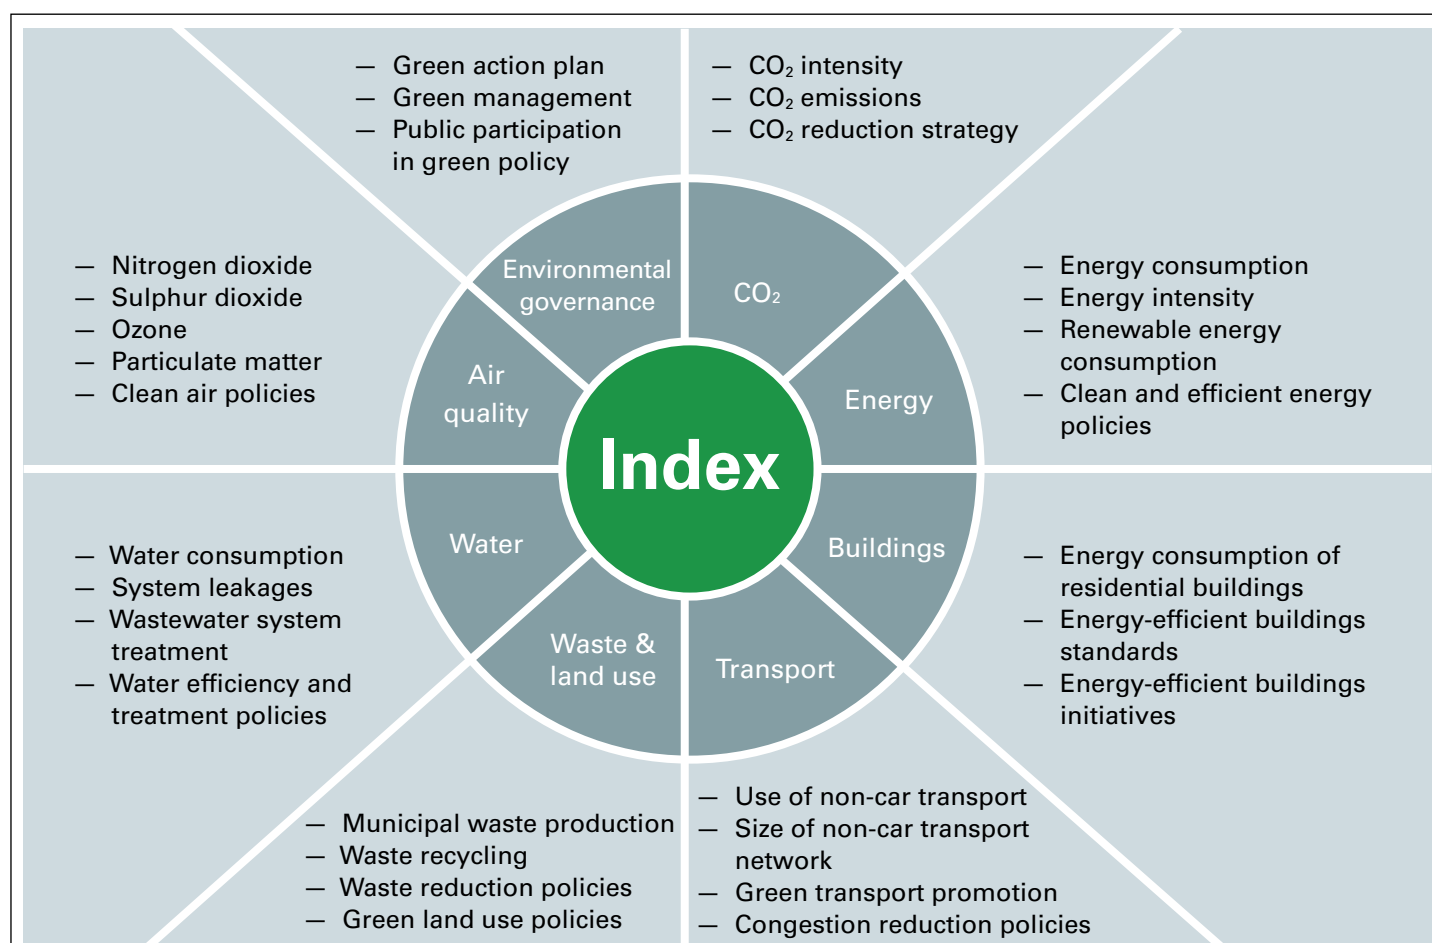 — Green action plan
— Green management
— Public participation
in green policy
— CO₂ intensity
— CO₂ emissions
— CO₂ reduction strategy
— Nitrogen dioxide
— Sulphur dioxide
— Ozone
— Particulate matter
— Clean air policies
Environmental
governance
CO₂
Air
quality
Energy
— Energy consumption
— Energy intensity
— Renewable energy
consumption
— Clean and efficient energy
policies
Index
— Water consumption
— System leakages
— Wastewater system
treatment
— Water efficiency and
treatment policies
Water
Buildings
Waste &
land use
Transport
— Energy consumption of
residential buildings
— Energy-efficient buildings
standards
— Energy-efficient buildings
initiatives
— Municipal waste production
— Waste recycling
— Waste reduction policies
— Green land use policies
— Use of non-car transport
— Size of non-car transport
network
— Green transport promotion
— Congestion reduction policies